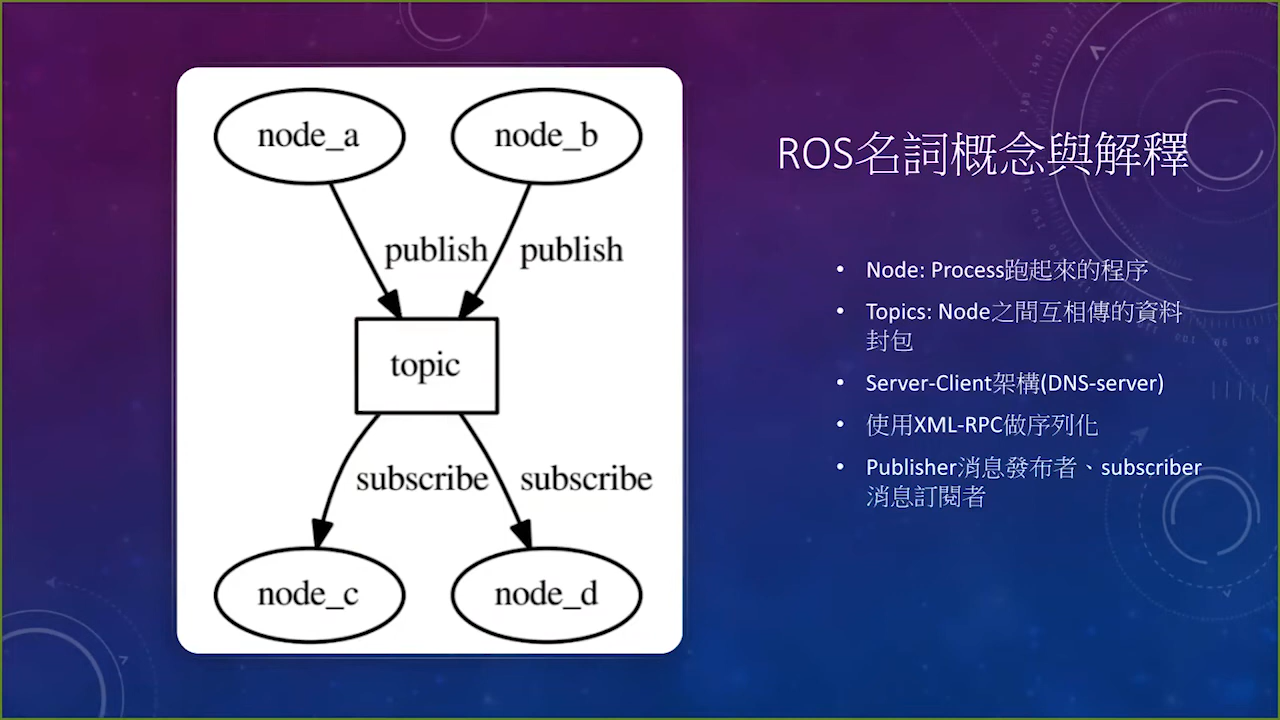 node_a
node_b
publish
publish
topic
subscribe
subscribe
node_c
node_d
ROS名詞概念與解釋
• Node: Process跑起來的程序
• Topics: Node之間互相傳的資料
封包
• Server-Client架構(DNS-server)
• 使用XML-RPC做序列化
• Publisher消息發布者、subscriber
消息訂閱者